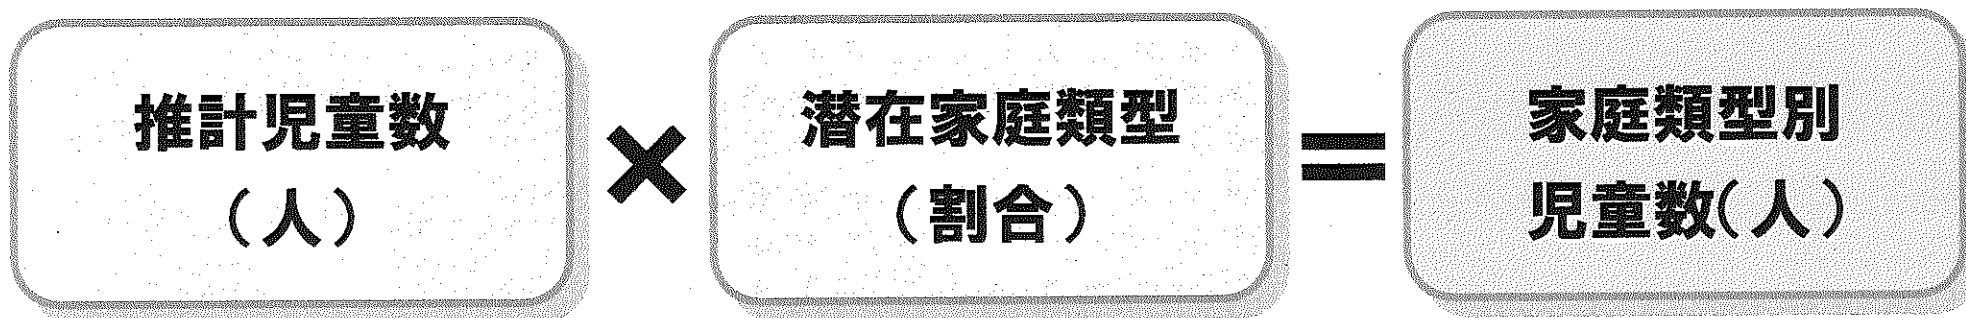 推計児童数
（人）
×
潜在家庭類型
（割合）
＝
家庭類型別
児童数（人）